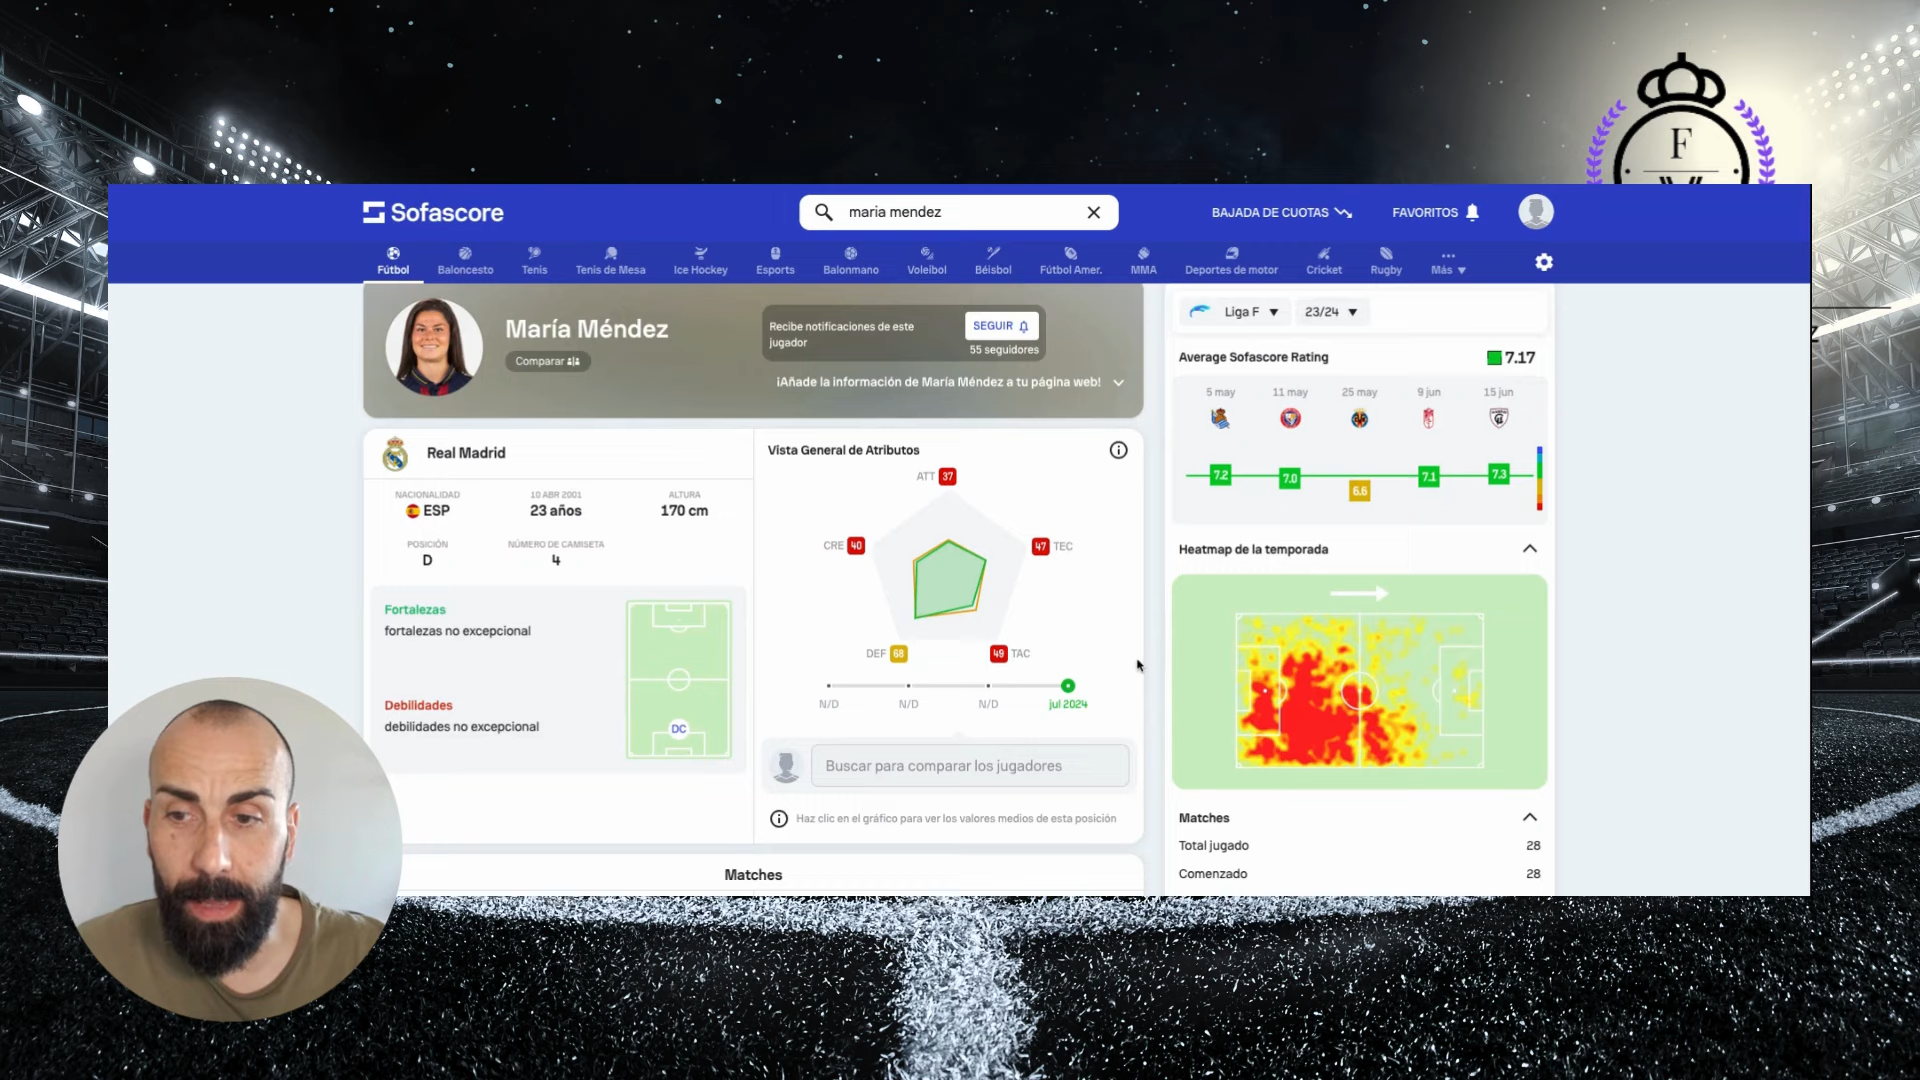 F
Sofascore
maria mendez
BAJADA DE CUOTAS
FAVORITOS
Fútbol
Baloncesto
Tenis
Tenis de Mesa
Ice Hockey
Esports
Balonmano
Voleibol
Béisbol
Fútbol Amer.
MMA
Deportes de motor
Cricket
Rugby
Más
María Méndez
Comparar
Recibe notificaciones de este
jugador
SEGUIR
55 seguidores
¡Añade la información de María Méndez a tu página web!
Real Madrid
NACIONALIDAD
ESP
10 ABR 2001
23 años
ALTURA
170 cm
POSICIÓN
D
NÚMERO DE CAMISETA
4
Fortalezas
fortalezas no excepcional
Debilidades
debilidades no excepcional
DC
Vista General de Atributos
ATT 37
CRE 40
47 TEC
DEF 68
49 TAC
N/D
N/D
N/D
jul 2024
Buscar para comparar los jugadores
Haz clic en el gráfico para ver los valores medios de esta posición
Matches
Liga F
23/24
Average Sofascore Rating
7.17
5 may
11 may
25 may
9 jun
15 jun
7.2
7.0
6.6
7.1
7.3
Heatmap de la temporada
Matches
Total jugado 28
Comenzado 28